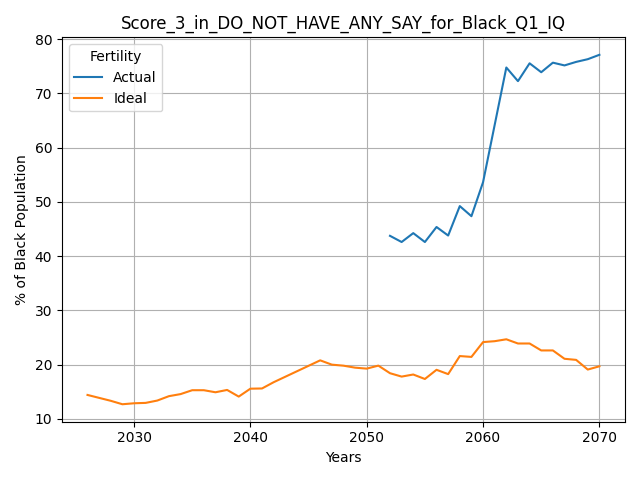 Score_3_in_DO_NOT_HAVE_ANY_SAY_for_Black_Q1_IQ
Fertility
Actual
Ideal
80
70
60
50
40
30
20
10
% of Black Population
2030 2040 2050 2060 2070
Years